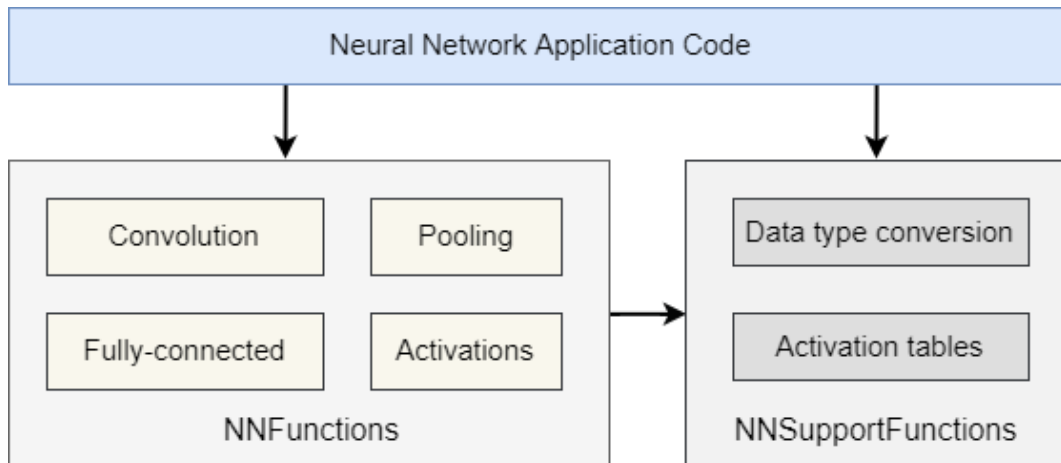 Neural Network Application Code
Convolution
Pooling
Fully-connected
Activations
NNFunctions
Data type conversion
Activation tables
NNSupportFunctions